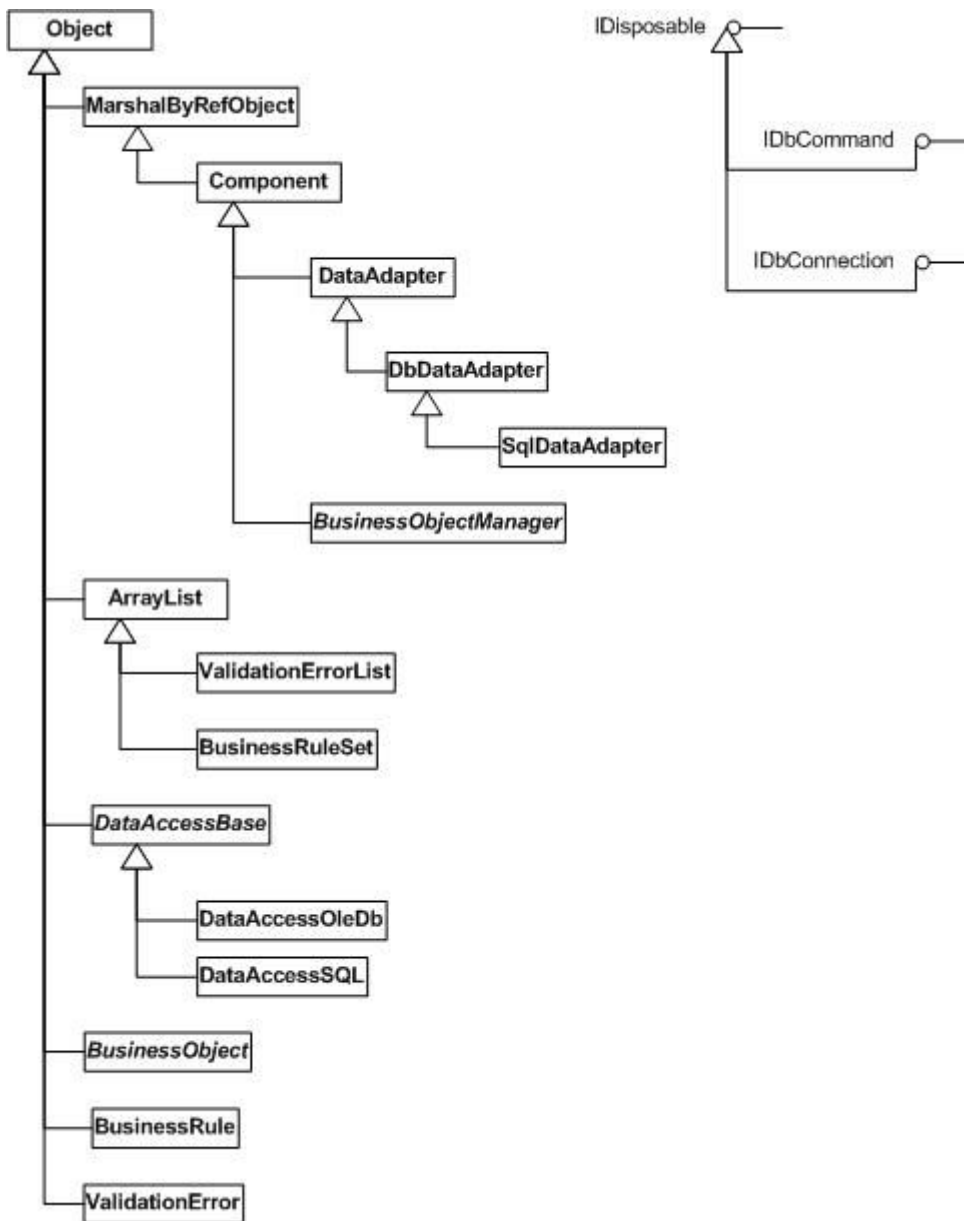 Object
IDisposable
MarshalByRefObject
IDbCommand
Component
IDbConnection
DataAdapter
DbDataAdapter
SqlDataAdapter
BusinessObjectManager
ArrayList
ValidationErrorList
BusinessRuleSet
DataAccessBase
DataAccessOleDb
DataAccessSQL
BusinessObject
BusinessRule
ValidationError